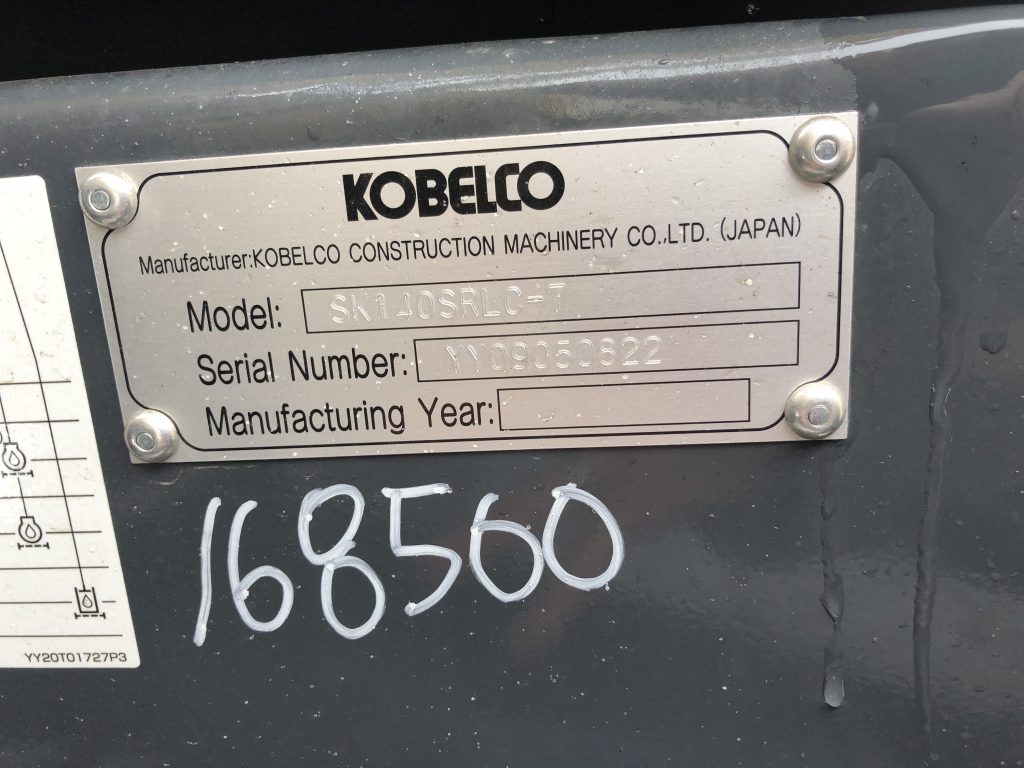 KOBELCO
Manufacturer:KOBELCO CONSTRUCTION MACHINERY CO.,LTD. (JAPAN)
Model: SK140SRLC-7
Serial Number: YY09050822
Manufacturing Year:
168560
YY20T01727P3